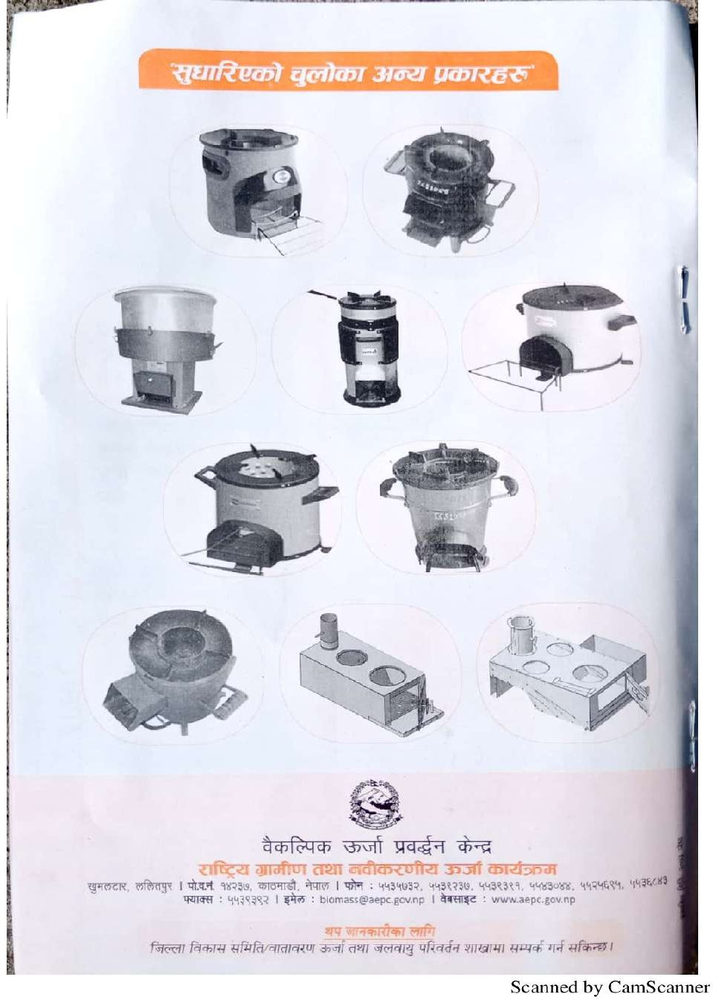 सुधारिएको चुलोका अन्य प्रकारहरू
वैकल्पिक ऊर्जा प्रवर्द्धन केन्द्र
राष्ट्रिय ग्रामीण तथा नवीकरणीय ऊर्जा कार्यक्रम
खुमलटार, ललितपुर । पो.व.नं. १४२३७, काठमाडौं, नेपाल । फोन : ५५३५७३२, ५५३१२३७, ५५३९३९१, ५५४३०४४, ५५२५६९५, ५५३६८४३
फ्याक्स : ५५३९३९२ । इमेल : biomass@aepc.gov.np । वेबसाइट : www.aepc.gov.np
थप जानकारीका लागि
जिल्ला विकास समिति/वातावरण ऊर्जा तथा जलवायु परिवर्तन शाखामा सम्पर्क गर्न सकिन्छ।
Scanned by CamScanner